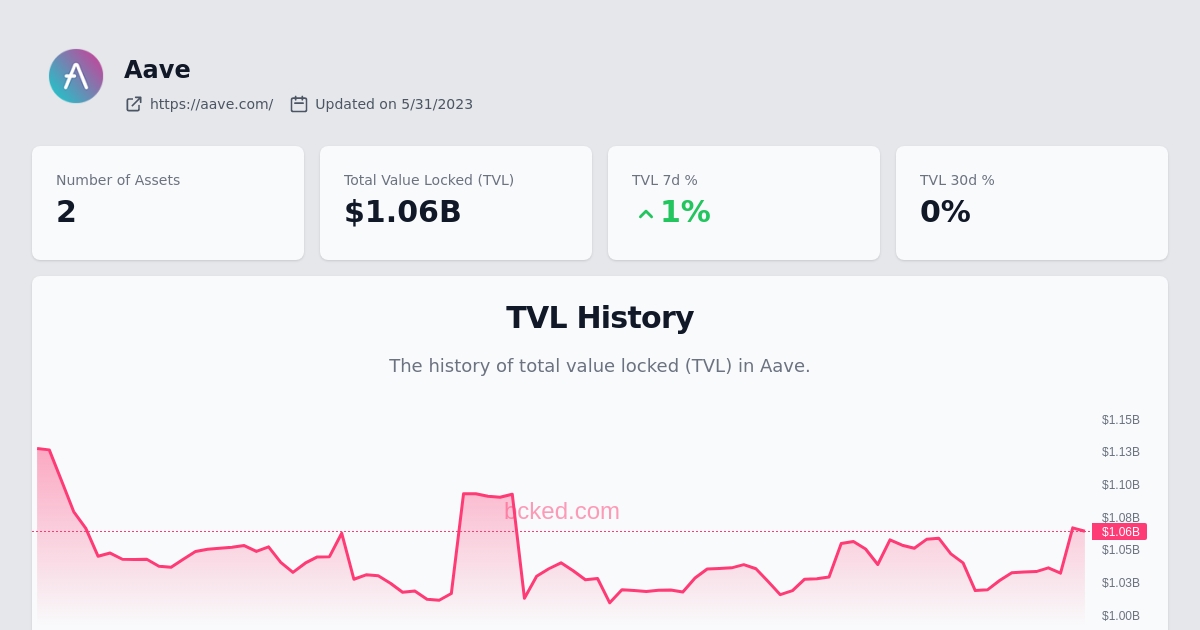 Aave
https://aave.com/ Updated on 5/31/2023
Number of Assets
2
Total Value Locked (TVL)
$1.06B
TVL 7d %
1%
TVL 30d %
0%
TVL History
The history of total value locked (TVL) in Aave.
$1.15B
$1.13B
$1.10B
$1.08B
$1.06B
$1.05B
$1.03B
$1.00B
bcked.com